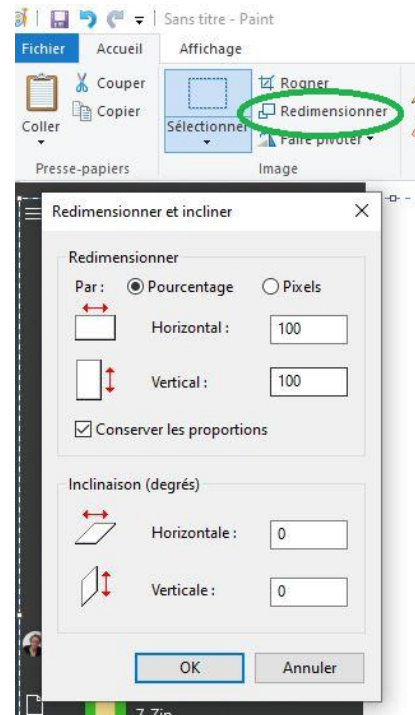 Sans titre - Paint
Fichier Accueil Affichage
Coller
Couper
Copier
Presse-papiers
Sélectionner
Rogner
Redimensionner
Faire pivoter
Image
Redimensionner et incliner
Redimensionner
Par : Pourcentage Pixels
Horizontal : 100
Vertical : 100
Conserver les proportions
Inclinaison (degrés)
Horizontale : 0
Verticale : 0
OK Annuler
7-Zip